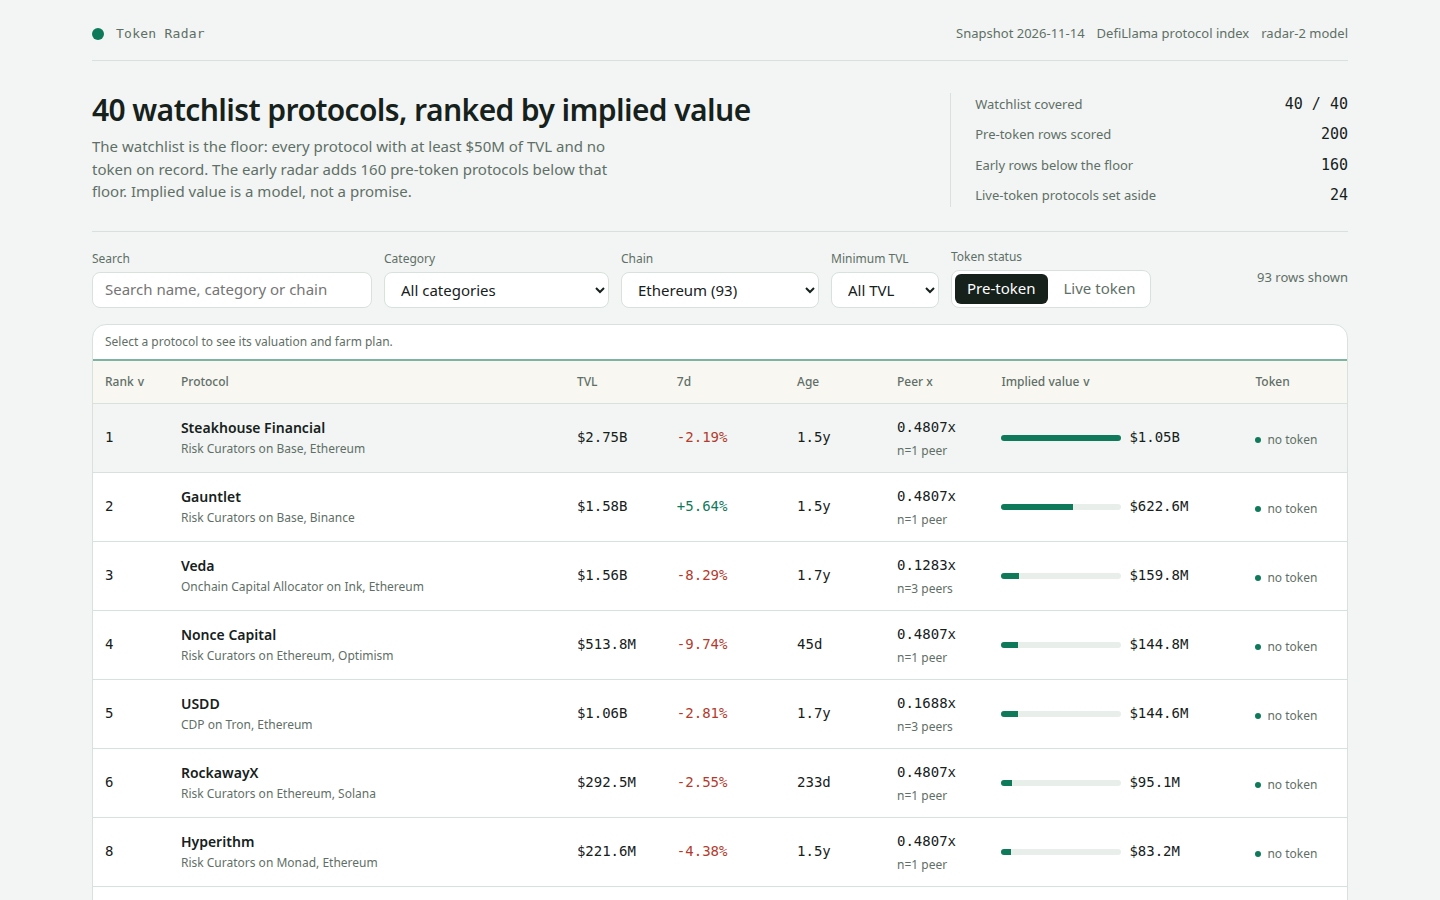 Token Radar
Snapshot 2026-11-14 DefiLlama protocol index radar-2 model
40 watchlist protocols, ranked by implied value
The watchlist is the floor: every protocol with at least $50M of TVL and no
token on record. The early radar adds 160 pre-token protocols below that
floor. Implied value is a model, not a promise.
Watchlist covered 40 / 40
Pre-token rows scored 200
Early rows below the floor 160
Live-token protocols set aside 24
Search Category Chain Minimum TVL Token status
Search name, category or chain All categories Ethereum (93) All TVL Pre-token Live token 93 rows shown
Select a protocol to see its valuation and farm plan.
Rank v Protocol TVL 7d Age Peer x Implied value v Token
1 Steakhouse Financial $2.75B -2.19% 1.5y 0.4807x $1.05B no token
Risk Curators on Base, Ethereum n=1 peer
2 Gauntlet $1.58B +5.64% 1.5y 0.4807x $622.6M no token
Risk Curators on Base, Binance n=1 peer
3 Veda $1.56B -8.29% 1.7y 0.1283x $159.8M no token
Onchain Capital Allocator on Ink, Ethereum n=3 peers
4 Nonce Capital $513.8M -9.74% 45d 0.4807x $144.8M no token
Risk Curators on Ethereum, Optimism n=1 peer
5 USDD $1.06B -2.81% 1.7y 0.1688x $144.6M no token
CDP on Tron, Ethereum n=3 peers
6 RockawayX $292.5M -2.55% 233d 0.4807x $95.1M no token
Risk Curators on Ethereum, Solana n=1 peer
8 Hyperithm $221.6M -4.38% 1.5y 0.4807x $83.2M no token
Risk Curators on Monad, Ethereum n=1 peer